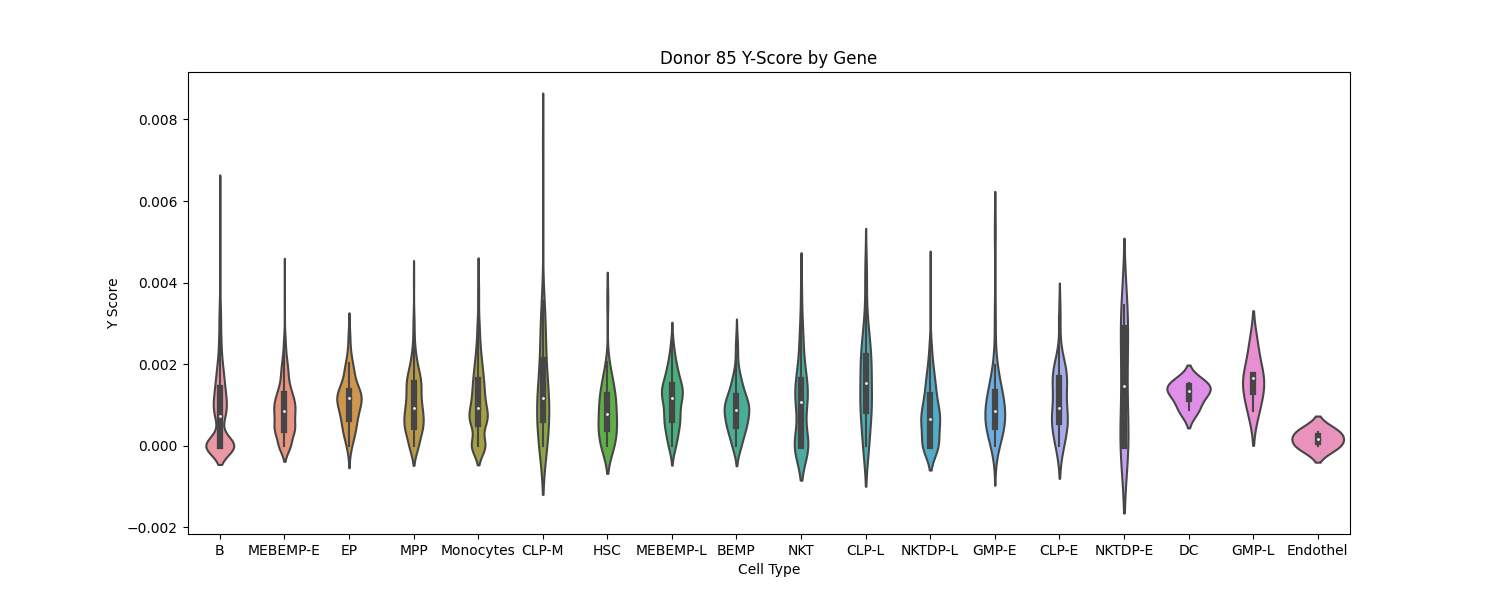 Donor 85 Y-Score by Gene
Y Score
0.008
0.006
0.004
0.002
0.000
−0.002
B MEBEMP-E EP MPP Monocytes CLP-M HSC MEBEMP-L BEMP NKT CLP-L NKTDP-L GMP-E CLP-E NKTDP-E DC GMP-L Endothel
Cell Type